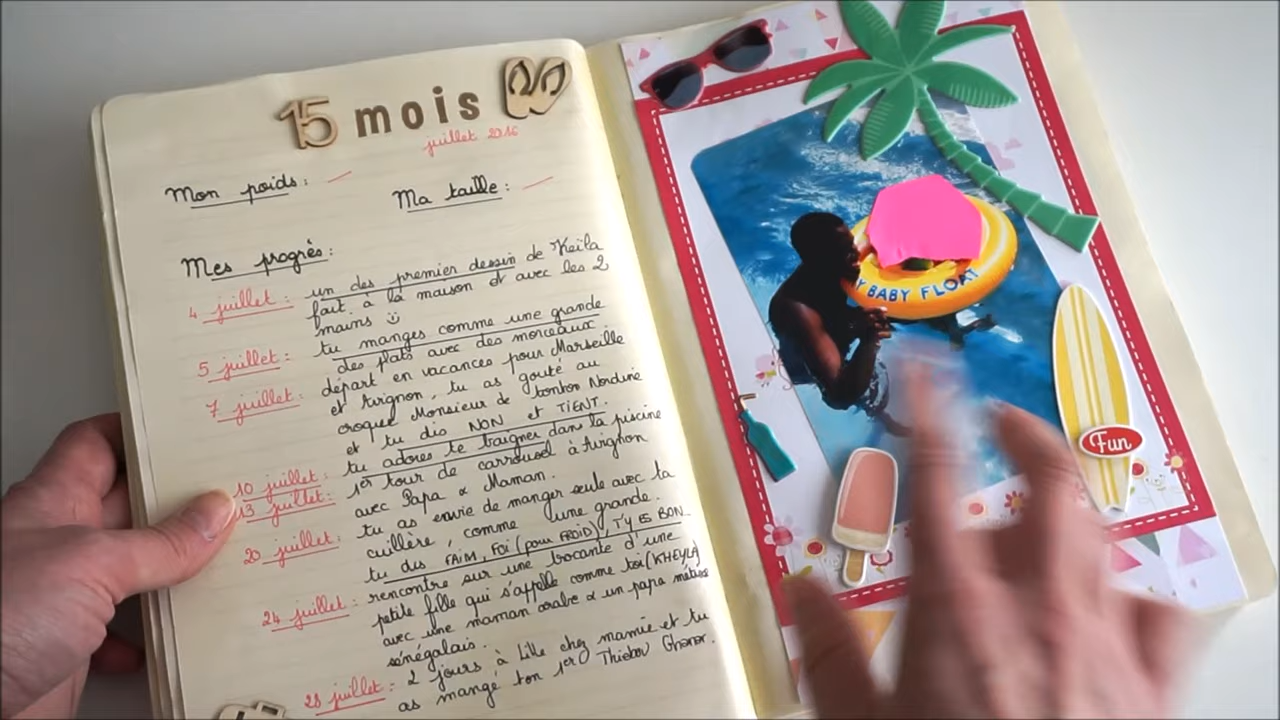 15 mois
juillet 2016
Mon poids :
Ma taille :
Mes progrès :
4 juillet : un des premier dessin de Keïla
fait à la maison et avec les 2
mains
5 juillet : tu manges comme une grande
des plats avec des morceaux.
7 juillet : départ en vacances pour Marseille
et Avignon, tu as gouté au
croque Monsieur de tonton Nordine
et tu dis NON et TIENT.
tu adores te baigner dans la piscine
10 juillet : 1er tour de carrousel à Avignon
13 juillet : avec Papa & Maman.
20 juillet : tu as envie de manger seule avec ta
cuillère, comme une grande.
tu dis FAIM, FOI (pour FROID), T'Y ES BON.
24 juillet : rencontre sur une brocante d'une
petite fille qui s'appelle comme toi (KHEYLA)
avec une maman arabe & un papa métisse
sénégalais.
28 juillet : 2 jours à Lille chez mamie et tu
as mangé ton 1er Thiebou
Y BABY FLOAT
Fun